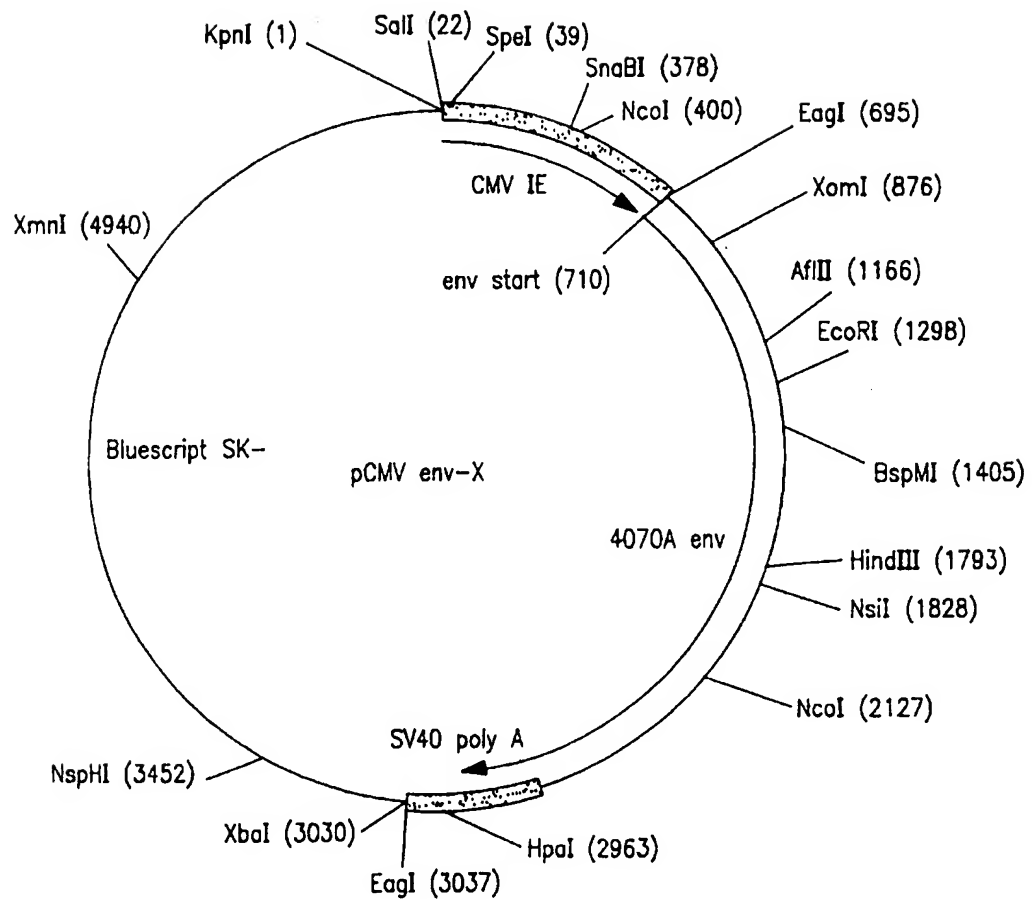 KpnI (1)
SalI (22)
SpeI (39)
SnaBI (378)
NcoI (400)
EagI (695)
XomI (876)
AflII (1166)
EcoRI (1298)
BspMI (1405)
HindIII (1793)
NsiI (1828)
NcoI (2127)
HpaI (2963)
EagI (3037)
XbaI (3030)
NspHI (3452)
XmnI (4940)
CMV IE
env start (710)
Bluescript SK-
pCMV env-X
4070A env
SV40 poly A